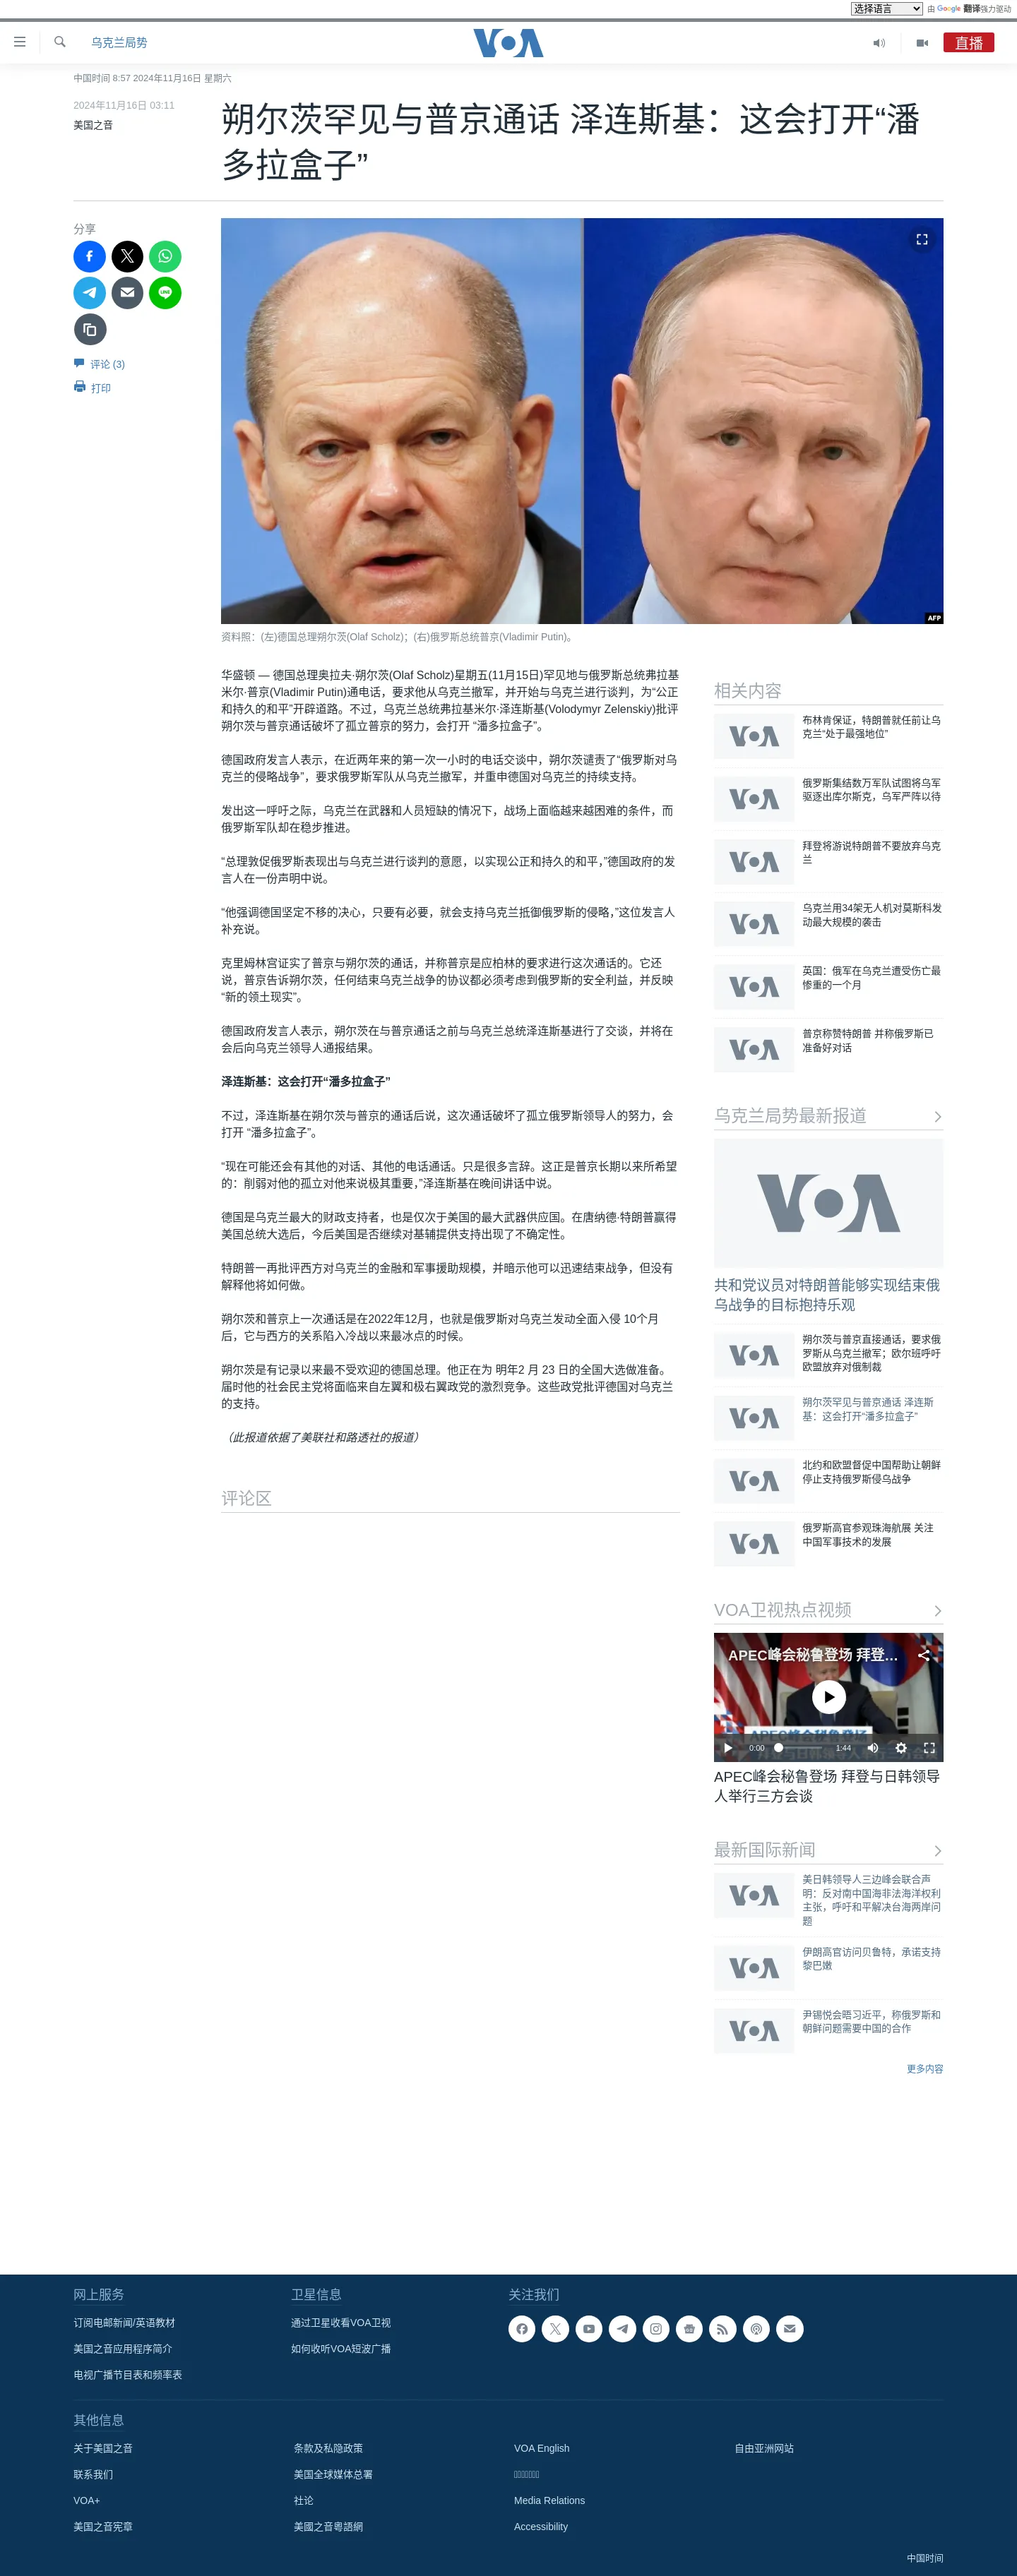 选择语言 由 Google 翻译强力驱动
乌克兰局势
VOA
直播
中国时间 8:57 2024年11月16日 星期六
2024年11月16日 03:11
美国之音
朔尔茨罕见与普京通话 泽连斯基：这会打开“潘
多拉盒子”
分享
LINE
评论 (3)
打印
AFP
资料照：(左)德国总理朔尔茨(Olaf Scholz)；(右)俄罗斯总统普京(Vladimir Putin)。
华盛顿 — 德国总理奥拉夫·朔尔茨(Olaf Scholz)星期五(11月15日)罕见地与俄罗斯总统弗拉基
米尔·普京(Vladimir Putin)通电话，要求他从乌克兰撤军，并开始与乌克兰进行谈判，为“公正
和持久的和平”开辟道路。不过，乌克兰总统弗拉基米尔·泽连斯基(Volodymyr Zelenskiy)批评
朔尔茨与普京通话破坏了孤立普京的努力，会打开 “潘多拉盒子”。
德国政府发言人表示，在近两年来的第一次一小时的电话交谈中，朔尔茨谴责了“俄罗斯对乌
克兰的侵略战争”，要求俄罗斯军队从乌克兰撤军，并重申德国对乌克兰的持续支持。
发出这一呼吁之际，乌克兰在武器和人员短缺的情况下，战场上面临越来越困难的条件，而
俄罗斯军队却在稳步推进。
“总理敦促俄罗斯表现出与乌克兰进行谈判的意愿，以实现公正和持久的和平，”德国政府的发
言人在一份声明中说。
“他强调德国坚定不移的决心，只要有必要，就会支持乌克兰抵御俄罗斯的侵略，”这位发言人
补充说。
克里姆林宫证实了普京与朔尔茨的通话，并称普京是应柏林的要求进行这次通话的。它还
说，普京告诉朔尔茨，任何结束乌克兰战争的协议都必须考虑到俄罗斯的安全利益，并反映
“新的领土现实”。
德国政府发言人表示，朔尔茨在与普京通话之前与乌克兰总统泽连斯基进行了交谈，并将在
会后向乌克兰领导人通报结果。
泽连斯基：这会打开“潘多拉盒子”
不过，泽连斯基在朔尔茨与普京的通话后说，这次通话破坏了孤立俄罗斯领导人的努力，会
打开 “潘多拉盒子”。
“现在可能还会有其他的对话、其他的电话通话。只是很多言辞。这正是普京长期以来所希望
的：削弱对他的孤立对他来说极其重要，”泽连斯基在晚间讲话中说。
德国是乌克兰最大的财政支持者，也是仅次于美国的最大武器供应国。在唐纳德·特朗普赢得
美国总统大选后，今后美国是否继续对基辅提供支持出现了不确定性。
特朗普一再批评西方对乌克兰的金融和军事援助规模，并暗示他可以迅速结束战争，但没有
解释他将如何做。
朔尔茨和普京上一次通话是在2022年12月，也就是俄罗斯对乌克兰发动全面入侵 10个月
后，它与西方的关系陷入冷战以来最冰点的时候。
朔尔茨是有记录以来最不受欢迎的德国总理。他正在为 明年2 月 23 日的全国大选做准备。
届时他的社会民主党将面临来自左翼和极右翼政党的激烈竞争。这些政党批评德国对乌克兰
的支持。
（此报道依据了美联社和路透社的报道）
评论区
相关内容
VOA
布林肯保证，特朗普就任前让乌
克兰“处于最强地位”
VOA
俄罗斯集结数万军队试图将乌军
驱逐出库尔斯克，乌军严阵以待
VOA
拜登将游说特朗普不要放弃乌克
兰
VOA
乌克兰用34架无人机对莫斯科发
动最大规模的袭击
VOA
英国：俄军在乌克兰遭受伤亡最
惨重的一个月
VOA
普京称赞特朗普 并称俄罗斯已
准备好对话
乌克兰局势最新报道
VOA
共和党议员对特朗普能够实现结束俄
乌战争的目标抱持乐观
VOA
朔尔茨与普京直接通话，要求俄
罗斯从乌克兰撤军；欧尔班呼吁
欧盟放弃对俄制裁
VOA
朔尔茨罕见与普京通话 泽连斯
基：这会打开“潘多拉盒子”
VOA
北约和欧盟督促中国帮助让朝鲜
停止支持俄罗斯侵乌战争
VOA
俄罗斯高官参观珠海航展 关注
中国军事技术的发展
VOA卫视热点视频
APEC峰会秘鲁登场 拜登...
APEC峰会秘鲁登场
0:00 1:44
APEC峰会秘鲁登场 拜登与日韩领导
人举行三方会谈
最新国际新闻
VOA
美日韩领导人三边峰会联合声
明：反对南中国海非法海洋权利
主张，呼吁和平解决台海两岸问
题
VOA
伊朗高官访问贝鲁特，承诺支持
黎巴嫩
VOA
尹锡悦会晤习近平，称俄罗斯和
朝鲜问题需要中国的合作
更多内容
网上服务
订阅电邮新闻/英语教材
美国之音应用程序简介
电视广播节目表和频率表
卫星信息
通过卫星收看VOA卫视
如何收听VOA短波广播
关注我们
其他信息
关于美国之音
联系我们
VOA+
美国之音宪章
条款及私隐政策
美国全球媒体总署
社论
美國之音粵語網
VOA English
Media Relations
Accessibility
自由亚洲网站
中国时间